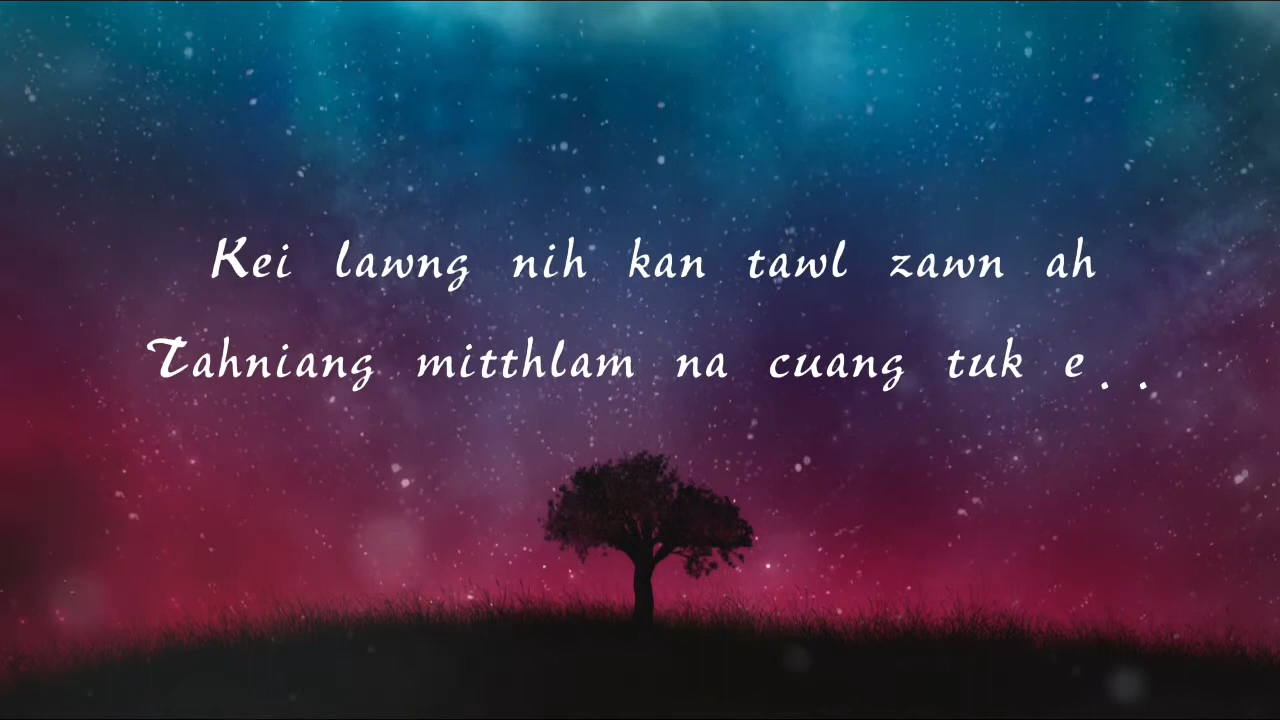 Kei lawng nih kan tawl zawn ah
Tahniang mitthlam na cuang tuk e . .